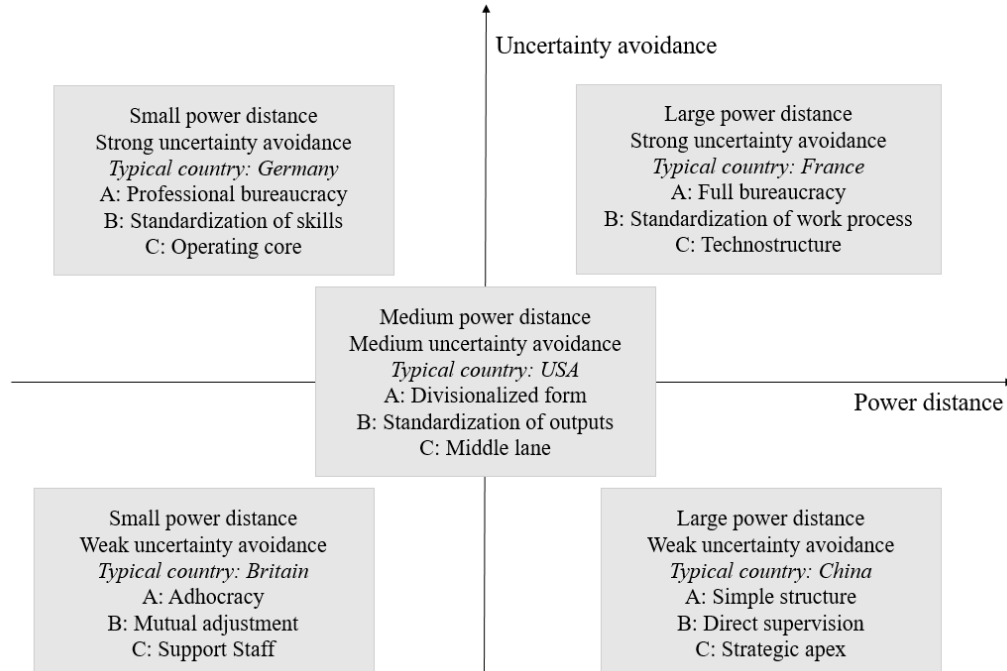 Uncertainty avoidance
Small power distance
Strong uncertainty avoidance
Typical country: Germany
A: Professional bureaucracy
B: Standardization of skills
C: Operating core
Large power distance
Strong uncertainty avoidance
Typical country: France
A: Full bureaucracy
B: Standardization of work process
C: Technostructure
Medium power distance
Medium uncertainty avoidance
Typical country: USA
A: Divisionalized form
B: Standardization of outputs
C: Middle lane
Power distance
Small power distance
Weak uncertainty avoidance
Typical country: Britain
A: Adhocracy
B: Mutual adjustment
C: Support Staff
Large power distance
Weak uncertainty avoidance
Typical country: China
A: Simple structure
B: Direct supervision
C: Strategic apex